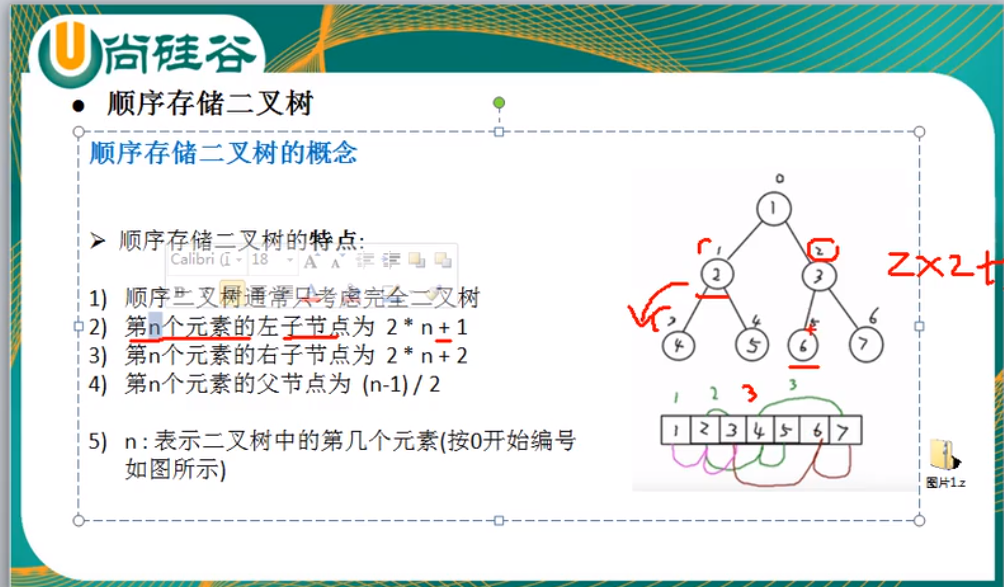 尚硅谷
● 顺序存储二叉树
顺序存储二叉树的概念
➢ 顺序存储二叉树的特点:
Calibri (ī 18 A A
1) 顺序二叉树通常只考虑完全二叉树
2) 第n个元素的左子节点为 2 * n + 1
3) 第n个元素的右子节点为 2 * n + 2
4) 第n个元素的父节点为 (n-1) / 2
5) n : 表示二叉树中的第几个元素(按0开始编号
如图所示)
0
1
1 2
2 3
2×2+
3 4 5 6
4 5 6 7
1 2 3 3
1 2 3 4 5 6 7
图片1.z